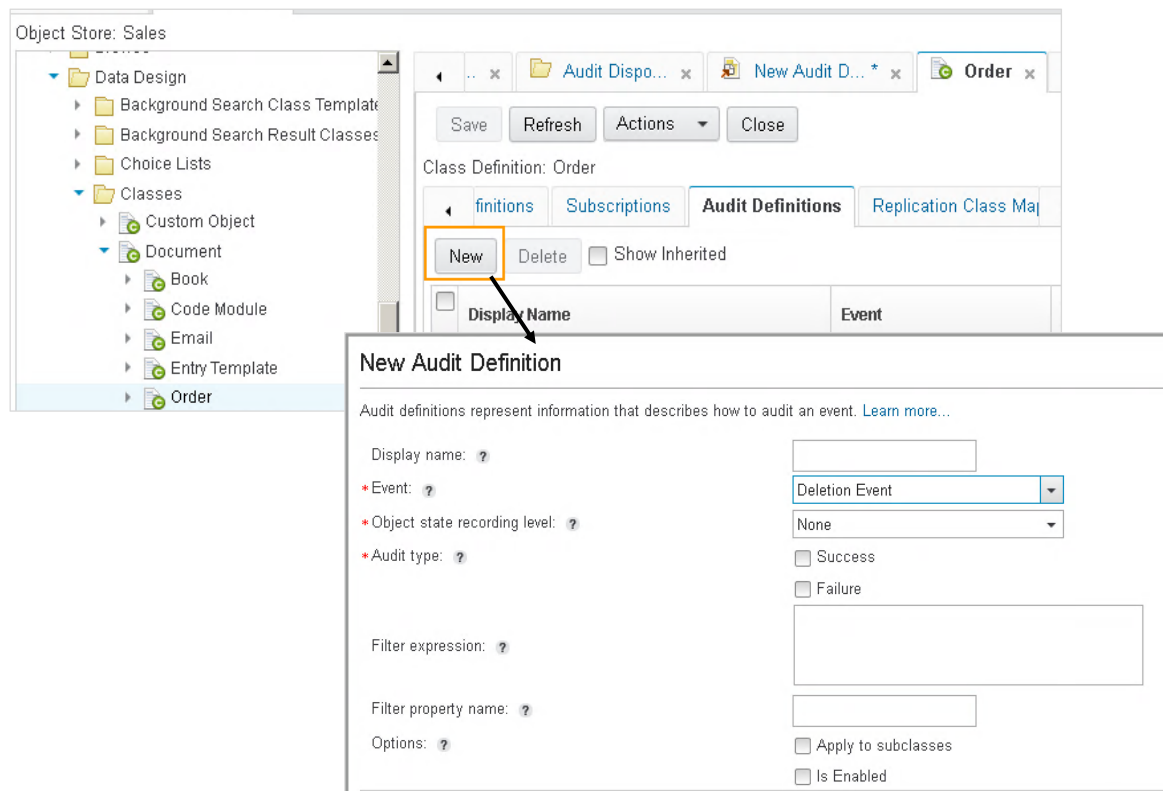 Object Store: Sales
Data Design
Background Search Class Template
Background Search Result Classes
Choice Lists
Classes
Custom Object
Document
Book
Code Module
Email
Entry Template
Order
.. x Audit Dispo... x New Audit D... * x Order x
Save Refresh Actions Close
Class Definition: Order
finitions Subscriptions Audit Definitions Replication Class Map
New Delete Show Inherited
Display Name Event
New Audit Definition
Audit definitions represent information that describes how to audit an event. Learn more...
Display name: ?
*Event: ? Deletion Event
*Object state recording level: ? None
*Audit type: ? Success
Failure
Filter expression: ?
Filter property name: ?
Options: ? Apply to subclasses
Is Enabled